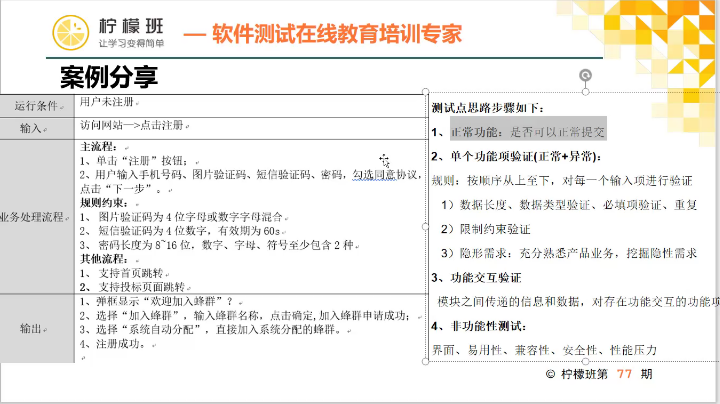 柠檬班
让学习变得简单
— 软件测试在线教育培训专家
案例分享
运行条件
用户未注册
输入
访问网站—>点击注册
业务处理流程
主流程：
1、单击“注册”按钮；
2、用户输入手机号码、图片验证码、短信验证码、密码，勾选同意协议，
点击“下一步”。
规则约束：
1、 图片验证码为 4 位字母或数字字母混合
2、 短信验证码为 4 位数字，有效期为 60s
3、 密码长度为 8~16 位，数字、字母、符号至少包含 2 种
其他流程：
1、 支持首页跳转
2、 支持投标页面跳转
输出
1、弹框显示“欢迎加入蜂群”？
2、选择“加入蜂群”，输入蜂群名称，点击确定,加入蜂群申请成功；
3、选择“系统自动分配”，直接加入系统分配的蜂群。
4、注册成功。
测试点思路步骤如下：
1、正常功能：是否可以正常提交
2、单个功能项验证(正常+异常)：
规则：按顺序从上至下，对每一个输入项进行验证
1）数据长度、数据类型验证、必填项验证、重复
2）限制约束验证
3）隐形需求：充分熟悉产品业务，挖掘隐性需求
3、功能交互验证
模块之间传递的信息和数据，对存在功能交互的功能项
4、非功能性测试：
界面、易用性、兼容性、安全性、性能压力
© 柠檬班第 77 期